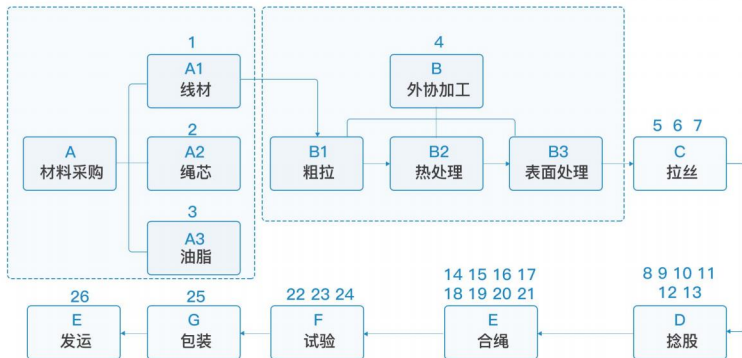 1
A1
线材
2
A
材料采购
A2
绳芯
3
A3
油脂
4
B
外协加工
B1
粗拉
B2
热处理
B3
表面处理
5 6 7
C
拉丝
8 9 10 11
12 13
D
捻股
14 15 16 17
18 19 20 21
E
合绳
22 23 24
F
试验
25
G
包装
26
E
发运